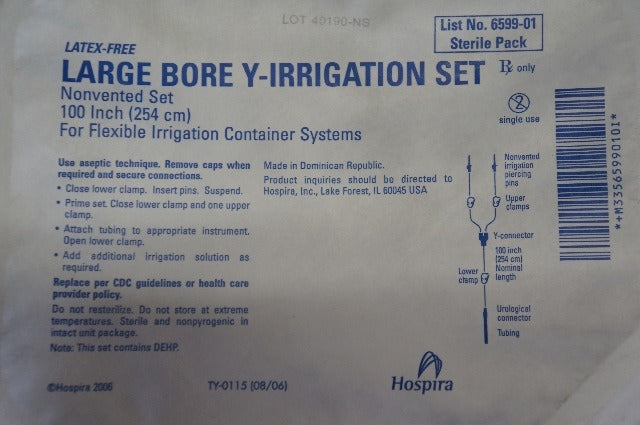 LOT 40190-NS
List No. 6599-01
Sterile Pack
LATEX-FREE
LARGE BORE Y-IRRIGATION SET
Rx only
Nonvented Set
100 Inch (254 cm)
For Flexible Irrigation Container Systems
single use
Use aseptic technique. Remove caps when
required and secure connections.
• Close lower clamp. Insert pins. Suspend.
• Prime set. Close lower clamp and one upper
clamp.
• Attach tubing to appropriate instrument.
Open lower clamp.
• Add additional irrigation solution as
required.
Replace per CDC guidelines or health care
provider policy.
Do not resterilize. Do not store at extreme
temperatures. Sterile and nonpyrogenic in
intact unit package.
Note: This set contains DEHP.
Made in Dominican Republic.
Product inquiries should be directed to
Hospira, Inc., Lake Forest, IL 60045 USA
Nonvented
irrigation
piercing
pins
Upper
clamps
Y-connector
100 inch
(254 cm)
Nominal
length
Lower
clamp
Urological
connector
Tubing
*+M33565990101*
©Hospira 2006
TY-0115 (08/06)
Hospira